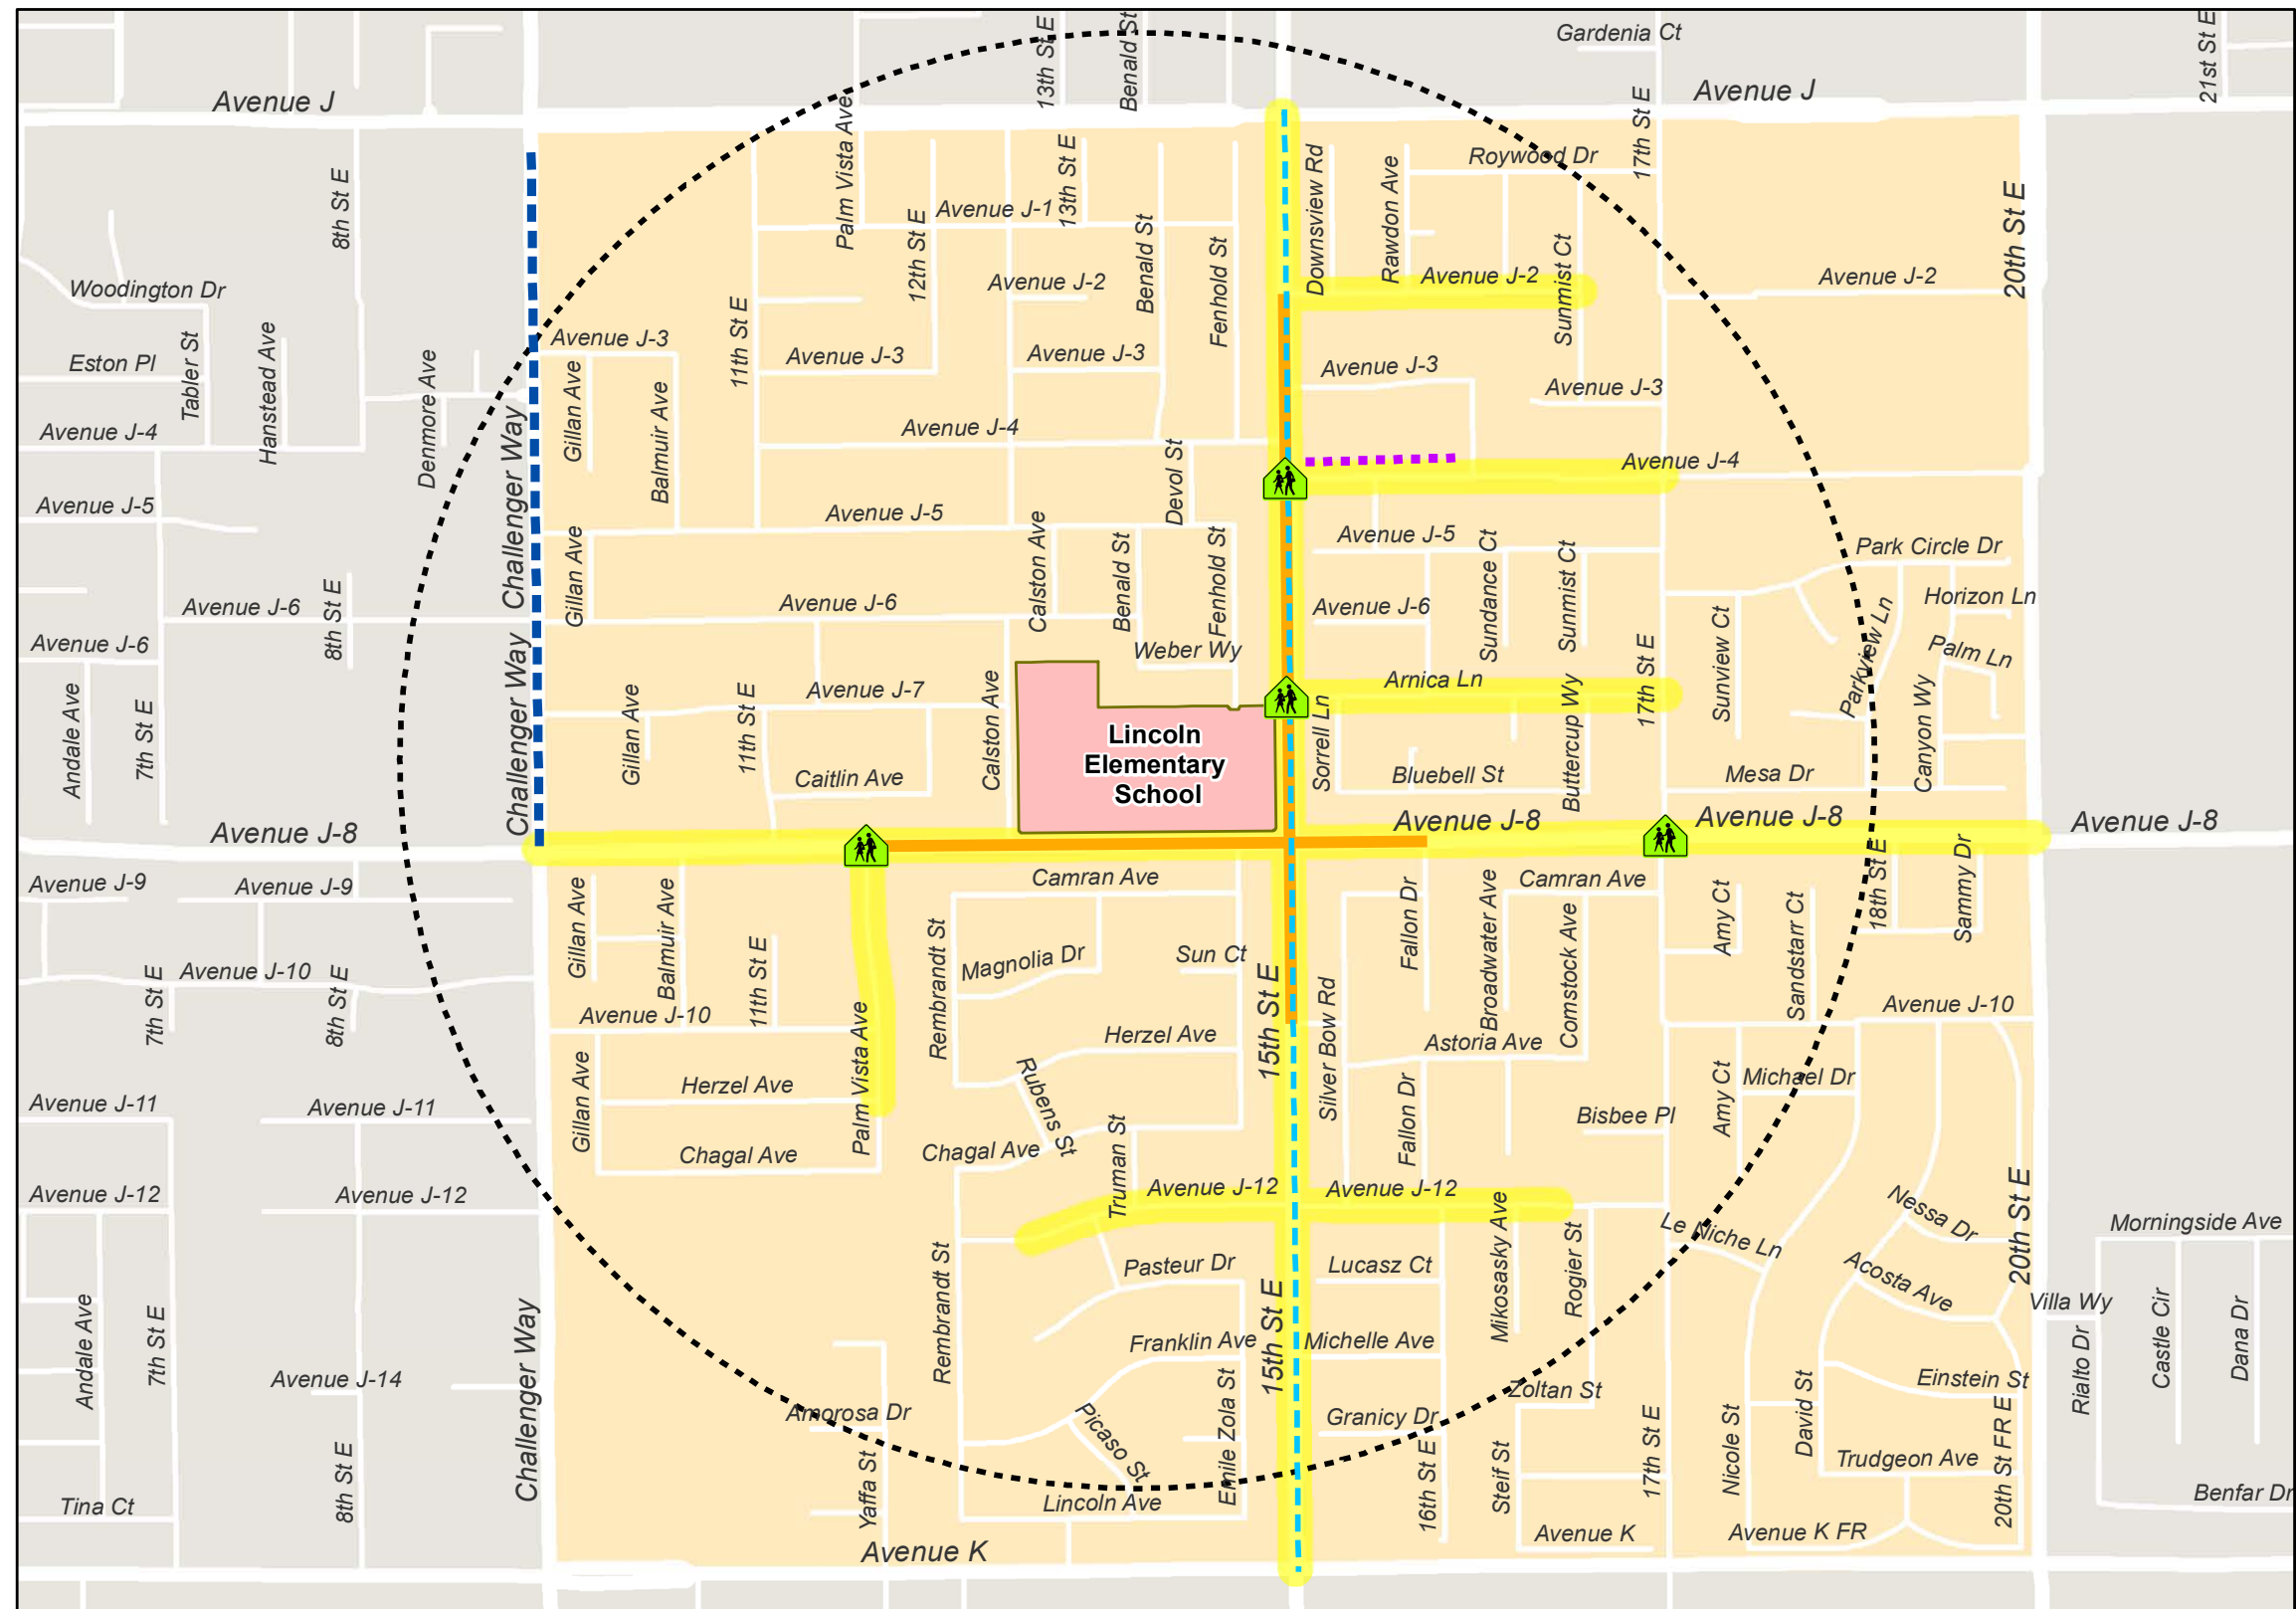 Gardenia Ct
13th St E
Benald St
21st St E
Avenue J
Avenue J
17th St E
Palm Vista Ave
13th St E
Downsview Rd
Rawdon Ave
Roywood Dr
8th St E
Avenue J-1
20th St E
12th St E
Benald St
Fenhold St
Sunmist Ct
Woodington Dr
Avenue J-2
Avenue J-2
Avenue J-2
11th St E
Avenue J-3
Avenue J-3
Avenue J-3
Avenue J-3
Avenue J-3
Eston Pl
Tabler St
Hanstead Ave
Denmore Ave
Gillan Ave
Balmuir Ave
Avenue J-4
Avenue J-4
Avenue J-4
Challenger Way
Devol St
Avenue J-5
Avenue J-5
Avenue J-5
Calston Ave
Benald St
Fenhold St
Sundance Ct
Sunmist Ct
Park Circle Dr
Gillan Ave
Avenue J-6
8th St E
Avenue J-6
Avenue J-6
Horizon Ln
Avenue J-6
Weber Wy
17th St E
Sunview Ct
Parkview Ln
Palm Ln
Challenger Way
Andale Ave
7th St E
Gillan Ave
11th St E
Avenue J-7
Calston Ave
Arnica Ln
Sorrell Ln
Buttercup Wy
Canyon Wy
Lincoln
Elementary
School
Caitlin Ave
Bluebell St
Mesa Dr
Avenue J-8
Avenue J-8
Avenue J-8
Avenue J-8
Avenue J-9
Avenue J-9
Gillan Ave
Balmuir Ave
Camran Ave
Camran Ave
Fallon Dr
Broadwater Ave
Comstock Ave
Amy Ct
Sandstarr Ct
18th St E
Sammy Dr
Rembrandt St
Magnolia Dr
Sun Ct
Avenue J-10
7th St E
8th St E
11th St E
15th St E
Silver Bow Rd
Avenue J-10
Avenue J-10
Palm Vista Ave
Herzel Ave
Astoria Ave
Gillan Ave
Herzel Ave
Rubens St
Fallon Dr
Amy Ct
Michael Dr
Avenue J-11
Avenue J-11
Bisbee Pl
Chagal Ave
Chagal Ave
Truman St
Avenue J-12
Avenue J-12
Avenue J-12
Avenue J-12
Mikosasky Ave
Rogier St
Le Niche Ln
Nessa Dr
20th St E
Morningside Ave
Rembrandt St
Pasteur Dr
Lucasz Ct
Acosta Ave
15th St E
Andale Ave
7th St E
Challenger Way
Villa Wy
Rialto Dr
Castle Cir
Dana Dr
Franklin Ave
Michelle Ave
Avenue J-14
Emile Zola St
Zoltan St
Einstein St
Amorosa Dr
Picaso St
Granicy Dr
16th St E
Steif St
17th St E
Nicole St
David St
Trudgeon Ave
20th St FR E
8th St E
Yaffa St
Tina Ct
Lincoln Ave
Benfar Dr
Avenue K
Avenue K
Avenue K FR